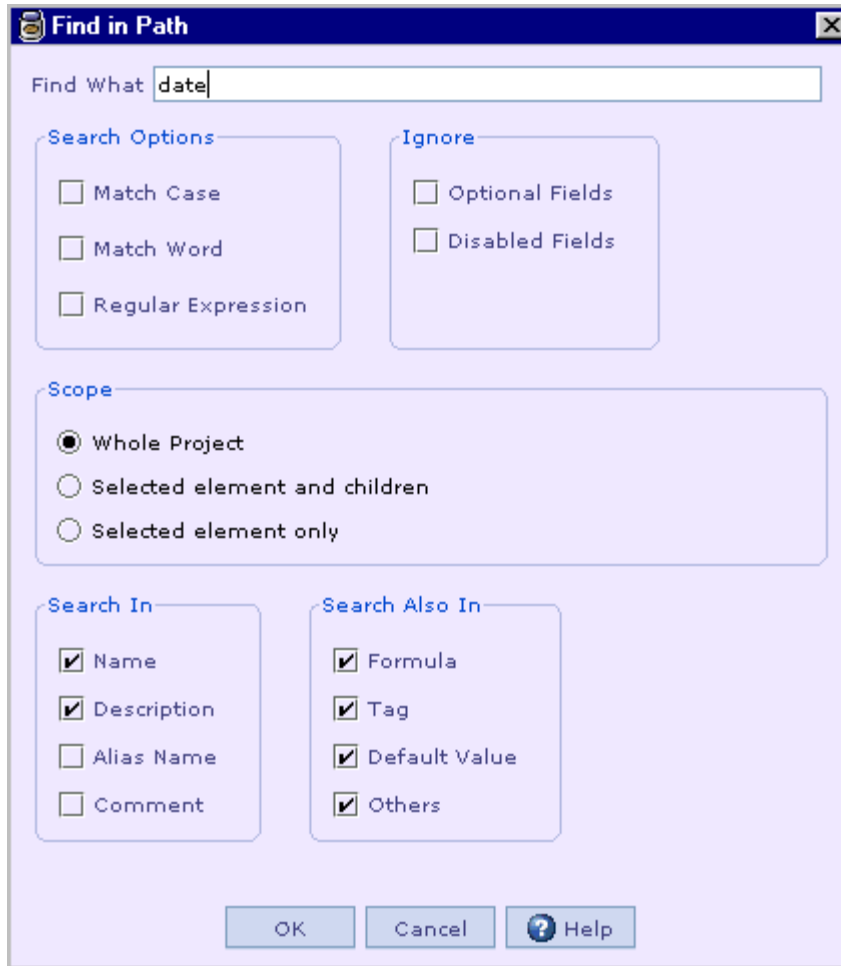 Find in Path
Find What date
Search Options
Match Case
Match Word
Regular Expression
Ignore
Optional Fields
Disabled Fields
Scope
Whole Project
Selected element and children
Selected element only
Search In
Name
Description
Alias Name
Comment
Search Also In
Formula
Tag
Default Value
Others
OK Cancel Help